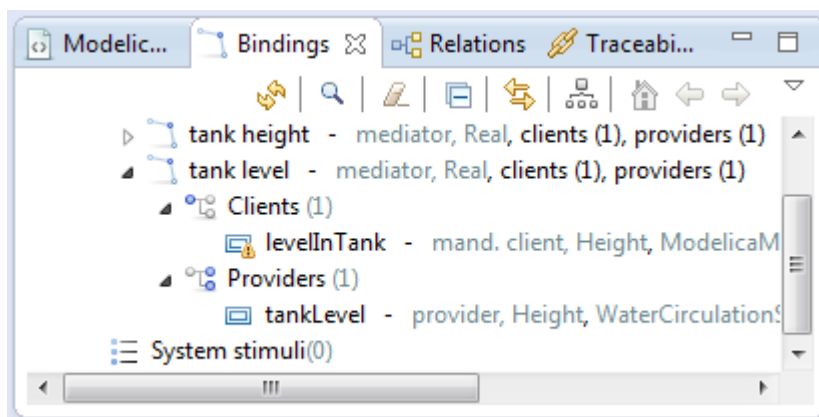 Modelic... Bindings Relations Traceabi...
tank height - mediator, Real, clients (1), providers (1)
tank level - mediator, Real, clients (1), providers (1)
Clients (1)
levelInTank - mand. client, Height, ModelicaM
Providers (1)
tankLevel - provider, Height, WaterCirculationS
System stimuli(0)